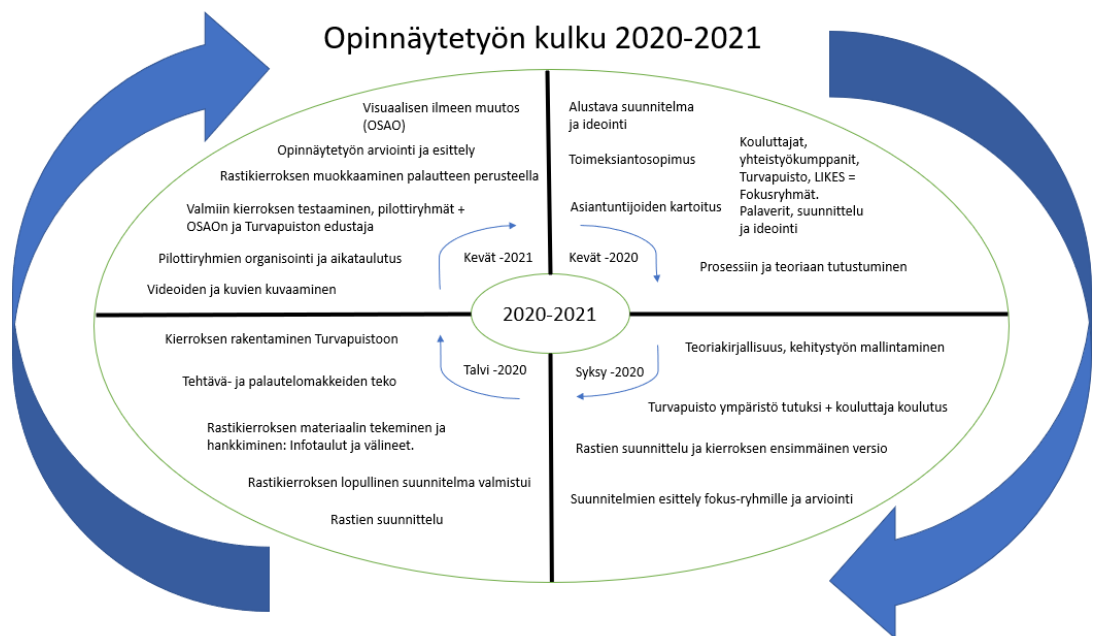 Opinnäytetyön kulku 2020-2021
Alustava suunnitelma
ja ideointi
Toimeksiantosopimus
Asiantuntijoiden kartoitus
Kouluttajat,
yhteistyökumppanit,
Turvapuisto, LIKES =
Fokusryhmät.
Palaverit, suunnittelu
ja ideointi
Prosessiin ja teoriaan tutustuminen
Kevät -2020
Teoriakirjallisuus, kehitystyön mallintaminen
Syksy -2020
Turvapuisto ympäristö tutuksi + kouluttaja koulutus
Rastien suunnittelu ja kierroksen ensimmäinen versio
Suunnitelmien esittely fokus-ryhmille ja arviointi
Kierroksen rakentaminen Turvapuistoon
Talvi -2020
Tehtävä- ja palautelomakkeiden teko
Rastikierroksen materiaalin tekeminen ja
hankkiminen: Infotaulut ja välineet.
Rastikierroksen lopullinen suunnitelma valmistui
Rastien suunnittelu
Visuaalisen ilmeen muutos
(OSAO)
Opinnäytetyön arviointi ja esittely
Rastikierroksen muokkaaminen palautteen perusteella
Valmiin kierroksen testaaminen, pilottiryhmät +
OSAOn ja Turvapuiston edustaja
Pilottiryhmien organisointi ja aikataulutus
Kevät -2021
Videoiden ja kuvien kuvaaminen
2020-2021